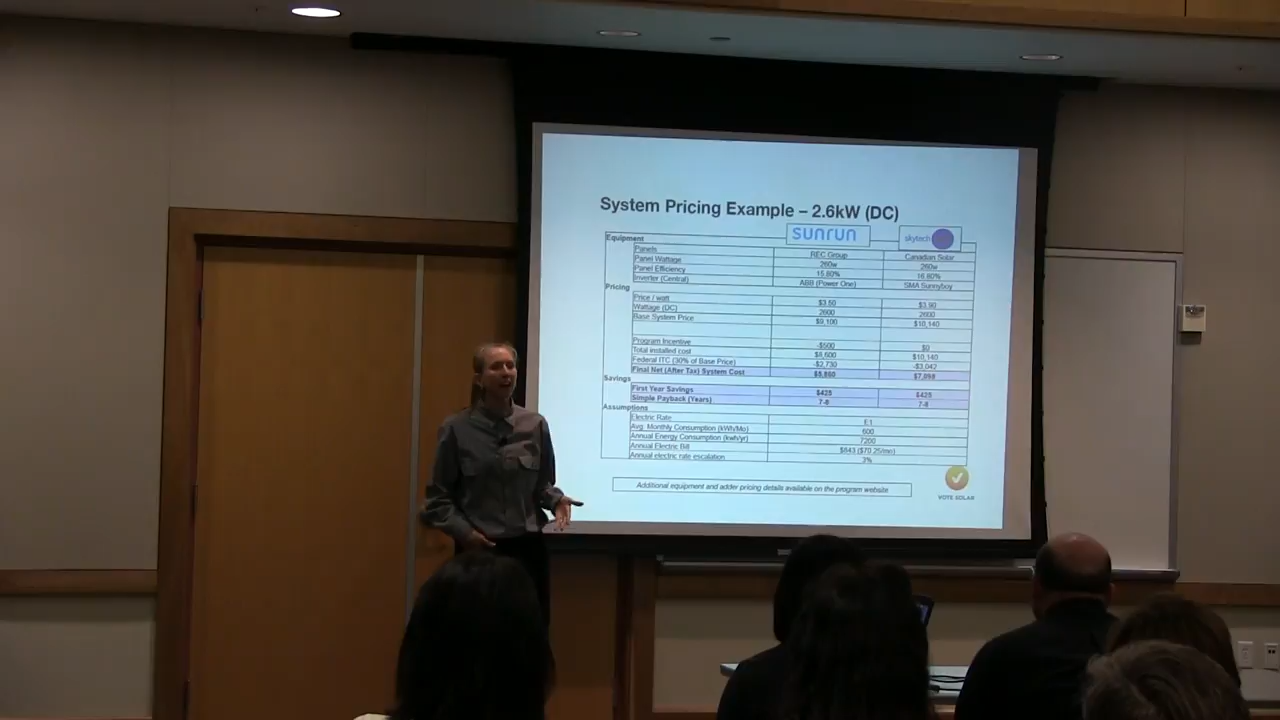 System Pricing Example – 2.6kW (DC)
sunrun
skytech
Equipment
Panels REC Group Canadian Solar
Panel Wattage 260w 260w
Panel Efficiency 15.80% 16.80%
Inverter (Central) ABB (Power One) SMA Sunnyboy
Pricing
Price / watt $3.50 $3.90
Wattage (DC) 2600 2600
Base System Price $9,100 $10,140
Program Incentive -$500 $0
Total installed cost $8,600 $10,140
Federal ITC (30% of Base Price) -$2,730 -$3,042
Final Net (After Tax) System Cost $7,098
Savings
First Year Savings $425 $425
Simple Payback (Years) 7-8 7-8
Assumptions
Electric Rate E1
Avg. Monthly Consumption (kWh/Mo) 600
Annual Energy Consumption (kwh/yr) 7200
Annual Electric Bill $843 ($70.25/mo)
Annual electric rate escalation 3%
Additional equipment and adder pricing details available on the program website
VOTE SOLAR